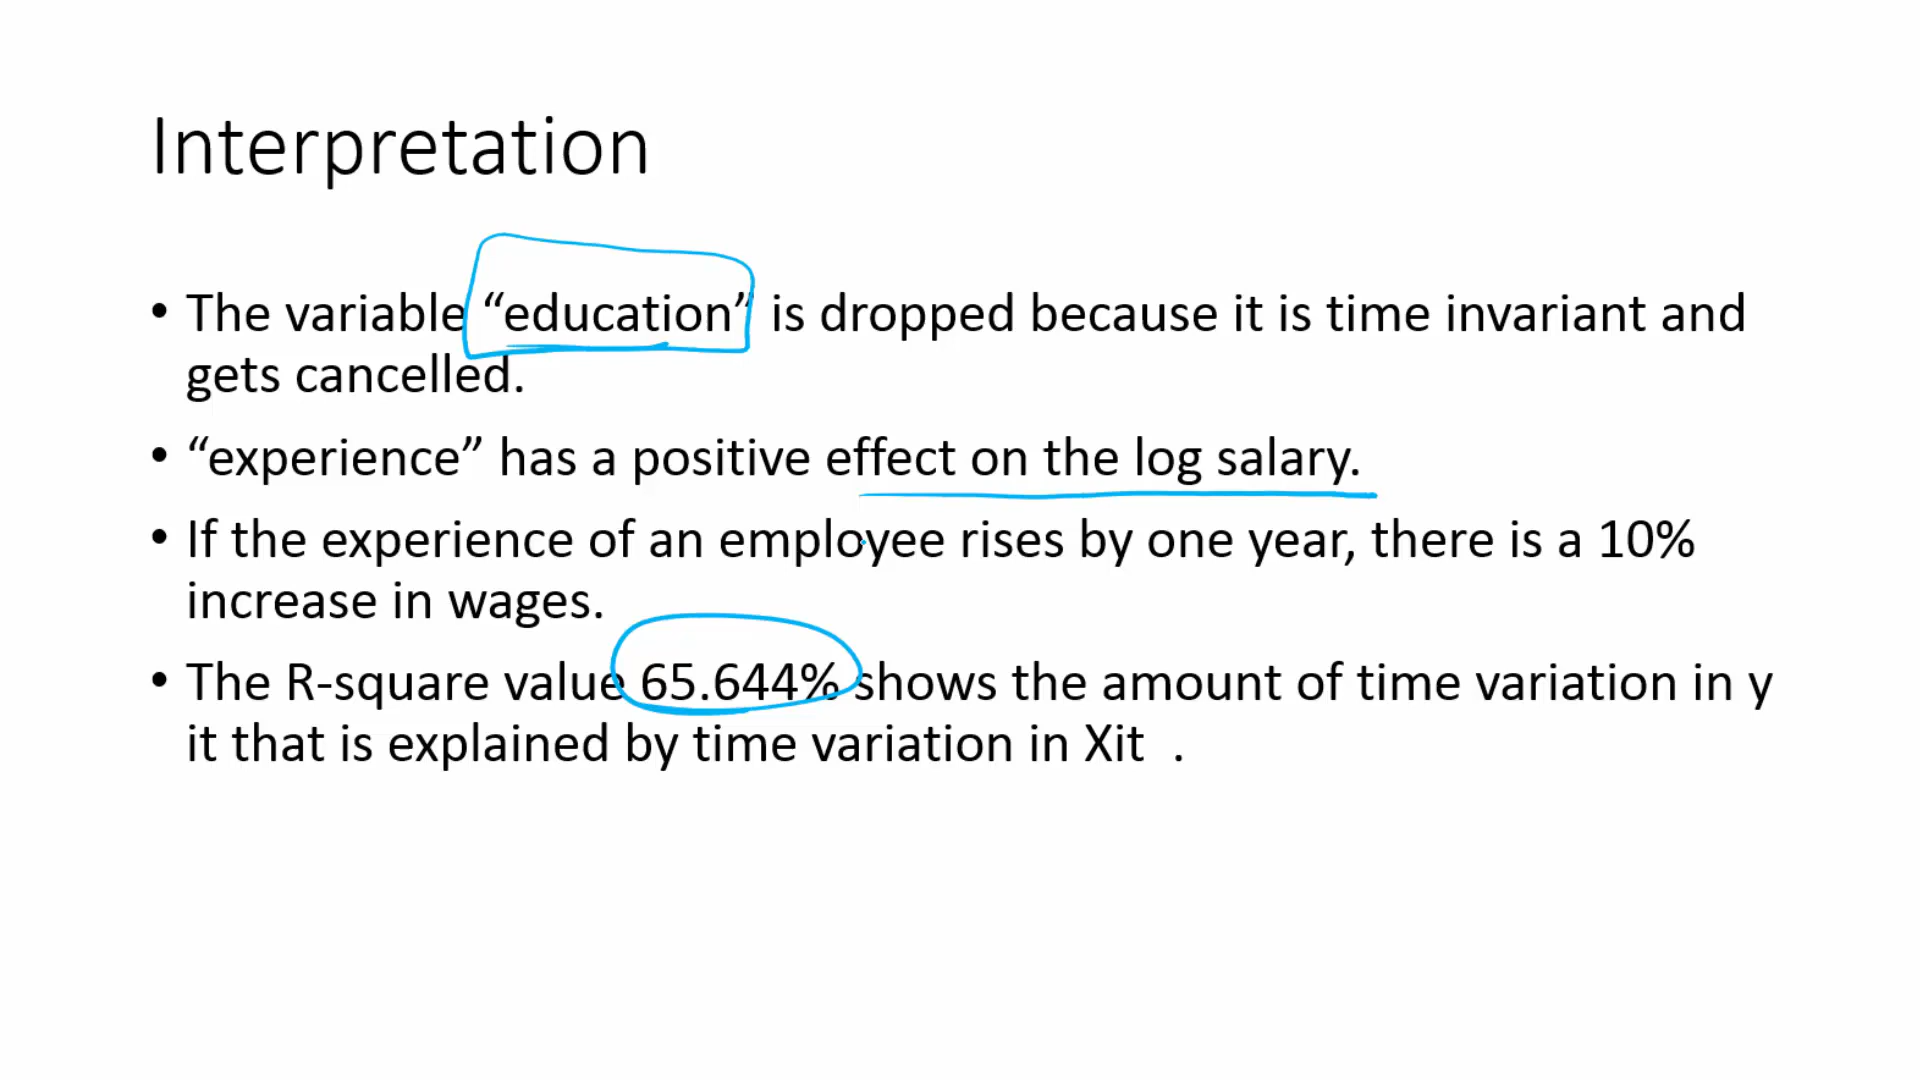 Interpretation
• The variable “education” is dropped because it is time invariant and
gets cancelled.
• “experience” has a positive effect on the log salary.
• If the experience of an employee rises by one year, there is a 10%
increase in wages.
• The R-square value 65.644% shows the amount of time variation in y
it that is explained by time variation in Xit .